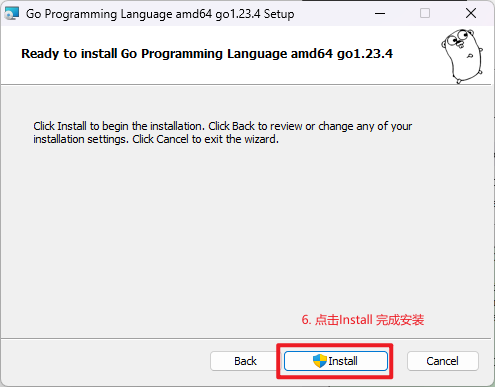 Go Programming Language amd64 go1.23.4 Setup
Ready to install Go Programming Language amd64 go1.23.4
Click Install to begin the installation. Click Back to review or change any of your
installation settings. Click Cancel to exit the wizard.
6. 点击Install 完成安装
Back
Install
Cancel